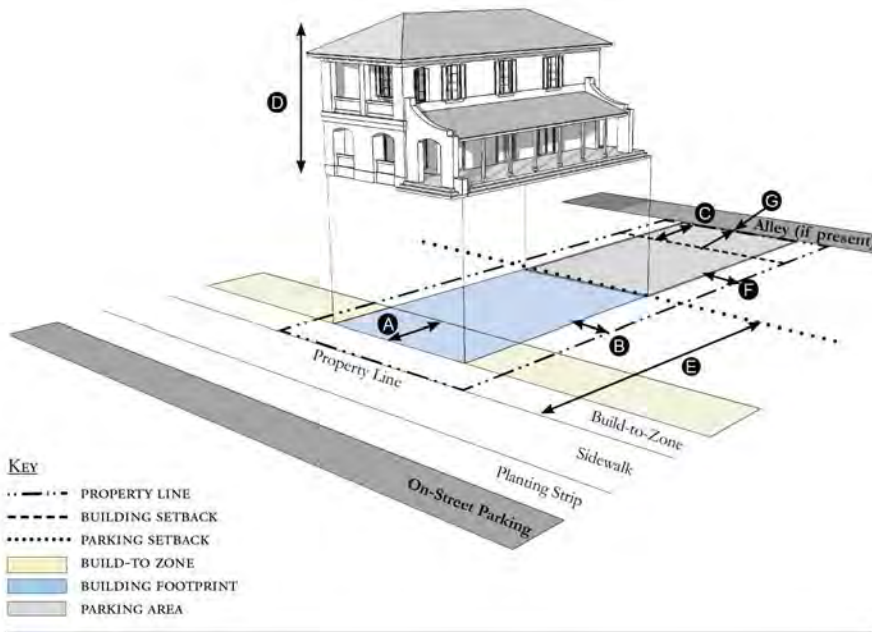 D
G
C
Alley (if present)
F
A
B
E
Property Line
Build-to-Zone
Sidewalk
Planting Strip
On-Street Parking
KEY
PROPERTY LINE
BUILDING SETBACK
PARKING SETBACK
BUILD-TO ZONE
BUILDING FOOTPRINT
PARKING AREA